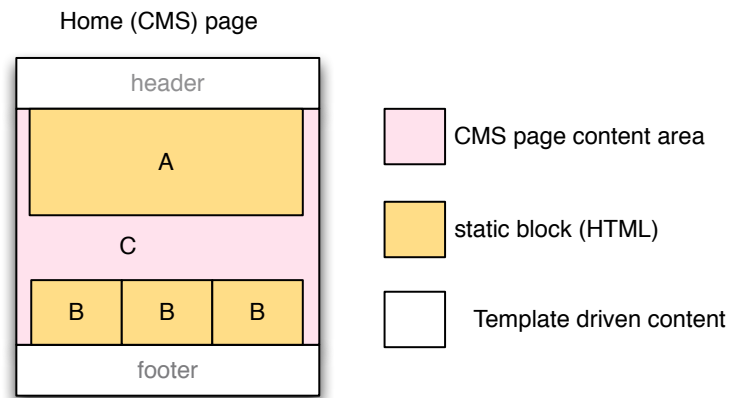 Home (CMS) page
header
A
CMS page content area
C
static block (HTML)
B B B
Template driven content
footer